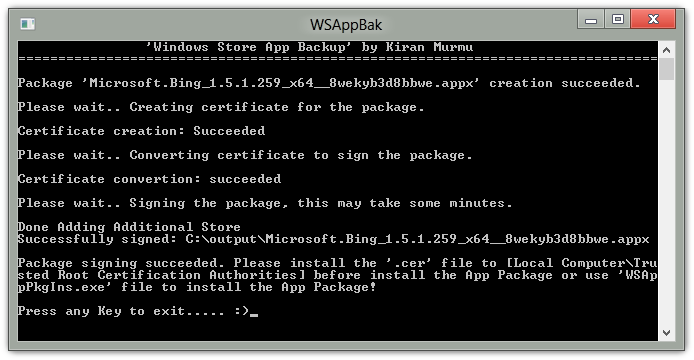 WSAppBak
'Windows Store App Backup' by Kiran Murmu
================================================================================
Package 'Microsoft.Bing_1.5.1.259_x64__8wekyb3d8bbwe.appx' creation succeeded.
Please wait.. Creating certificate for the package.
Certificate creation: Succeeded
Please wait.. Converting certificate to sign the package.
Certificate convertion: succeeded
Please wait.. Signing the package, this may take some minutes.
Done Adding Additional Store
Successfully signed: C:\output\Microsoft.Bing_1.5.1.259_x64__8wekyb3d8bbwe.appx
Package signing succeeded. Please install the '.cer' file to [Local Computer\Tru
sted Root Certification Authorities] before install the App Package or use 'WSAp
pPkgIns.exe' file to install the App Package!
Press any Key to exit..... :)_